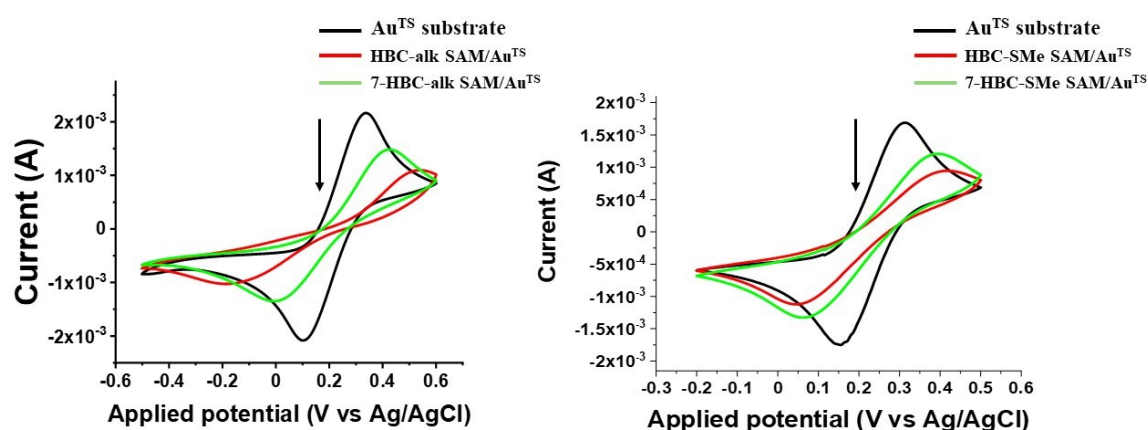 Au^TS substrate
HBC-alk SAM/Au^TS
7-HBC-alk SAM/Au^TS
2x10^-3
1x10^-3
0
-1x10^-3
-2x10^-3
Current (A)
-0.6 -0.4 -0.2 0 0.2 0.4 0.6
Applied potential (V vs Ag/AgCl)
Au^TS substrate
HBC-SMe SAM/Au^TS
7-HBC-SMe SAM/Au^TS
2x10^-3
1.5x10^-3
1x10^-3
5x10^-4
0
-5x10^-4
-1x10^-3
-1.5x10^-3
-2x10^-3
Current (A)
-0.3 -0.2 -0.1 0 0.1 0.2 0.3 0.4 0.5 0.6
Applied potential (V vs Ag/AgCl)